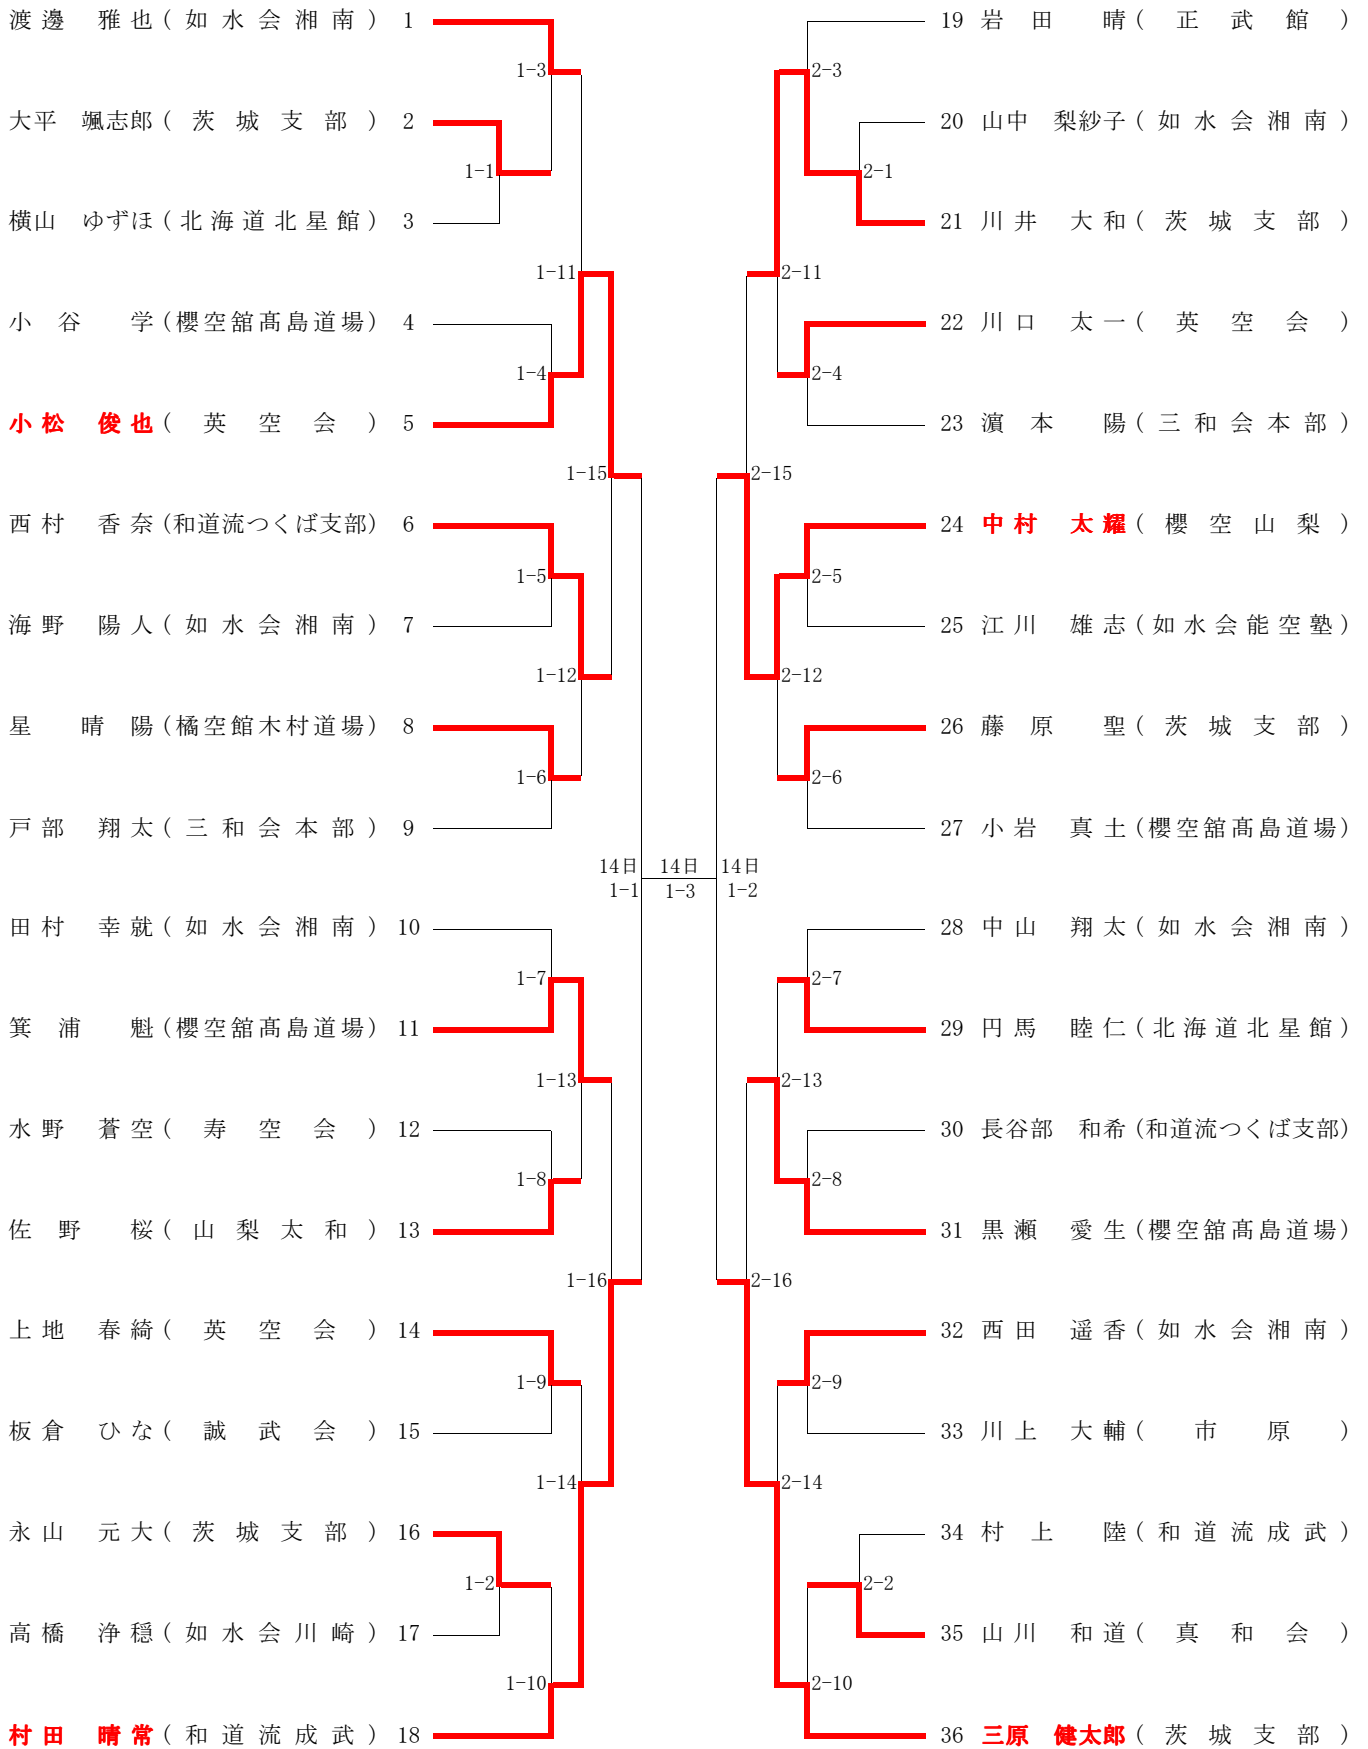 渡邊 雅也 (如水会湘南) 1
1-3
大平 颯志郎 (茨城支部) 2
1-1
横山 ゆずほ (北海道北星館) 3
1-11
小谷 学 (櫻空舘髙島道場) 4
1-4
小松 俊也 (英空会) 5
1-15
西村 香奈 (和道流つくば支部) 6
1-5
海野 陽人 (如水会湘南) 7
1-12
星 晴陽 (橘空館木村道場) 8
1-6
戸部 翔太 (三和会本部) 9
14日
1-1
14日
1-3
14日
1-2
田村 幸就 (如水会湘南) 10
1-7
箕浦 魁 (櫻空舘髙島道場) 11
1-13
水野 蒼空 (寿空会) 12
1-8
佐野 桜 (山梨太和) 13
1-16
上地 春綺 (英空会) 14
1-9
板倉 ひな (誠武会) 15
1-14
永山 元大 (茨城支部) 16
1-2
高橋 浄穏 (如水会川崎) 17
1-10
村田 晴常 (和道流成武) 18
19 岩田 晴 (正武館)
2-3
20 山中 梨紗子 (如水会湘南)
2-1
21 川井 大和 (茨城支部)
2-11
22 川口 太一 (英空会)
2-4
23 濵本 陽 (三和会本部)
2-15
24 中村 太耀 (櫻空山梨)
2-5
25 江川 雄志 (如水会能空塾)
2-12
26 藤原 聖 (茨城支部)
2-6
27 小岩 真土 (櫻空舘髙島道場)
28 中山 翔太 (如水会湘南)
2-7
29 円馬 睦仁 (北海道北星館)
2-13
30 長谷部 和希 (和道流つくば支部)
2-8
31 黒瀬 愛生 (櫻空舘髙島道場)
2-16
32 西田 遥香 (如水会湘南)
2-9
33 川上 大輔 (市原)
2-14
34 村上 陸 (和道流成武)
2-2
35 山川 和道 (真和会)
2-10
36 三原 健太郎 (茨城支部)